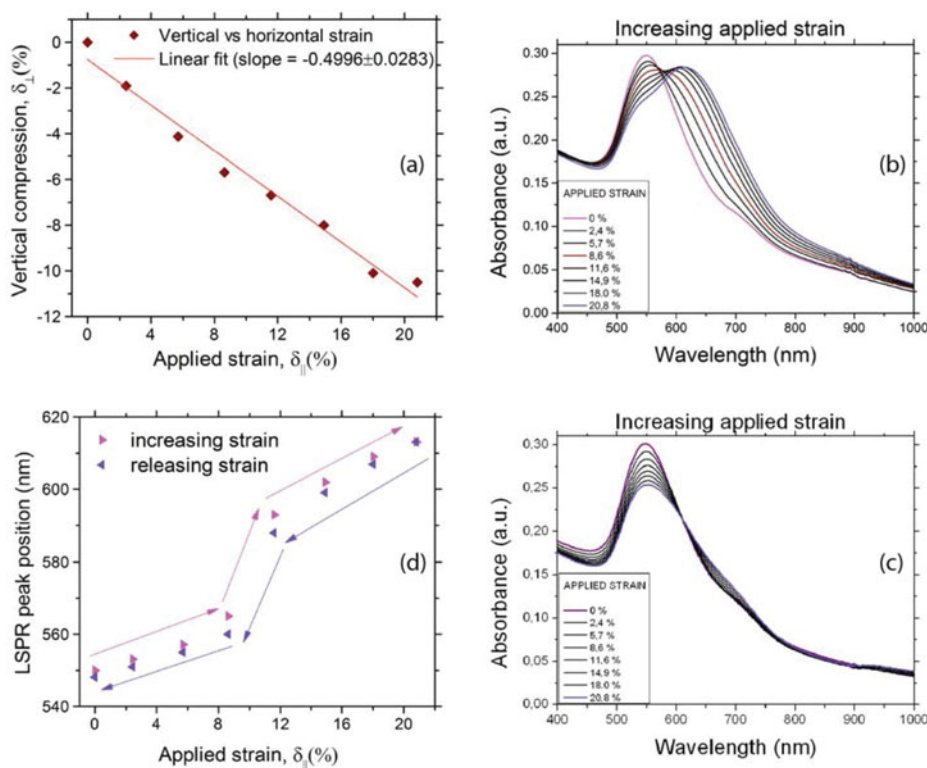 Vertical vs horizontal strain
Linear fit (slope = -0.4996±0.0283)
Vertical compression, δ⊥(%)
0
-2
-4
-6
-8
-10
-12
(a)
0 4 8 12 16 20
Applied strain, δ||(%)
Increasing applied strain
Absorbance (a.u.)
0.30
0.25
0.20
0.15
0.10
0.05
0.00
(b)
APPLIED STRAIN
0 %
2,4 %
5,7 %
8,6 %
11,6 %
14,9 %
18.0 %
20,8 %
400 500 600 700 800 900 1000
Wavelength (nm)
LSPR peak position (nm)
620
600
580
560
540
increasing strain
releasing strain
(d)
0 4 8 12 16 20
Applied strain, δ||(%)
Increasing applied strain
Absorbance (a.u.)
0,30
0,25
0,20
0,15
0,10
0,05
0,00
(c)
APPLIED STRAIN
0 %
2,4 %
5,7 %
8,6 %
11,6 %
14,9 %
18.0 %
20,8 %
400 500 600 700 800 900 1000
Wavelength (nm)